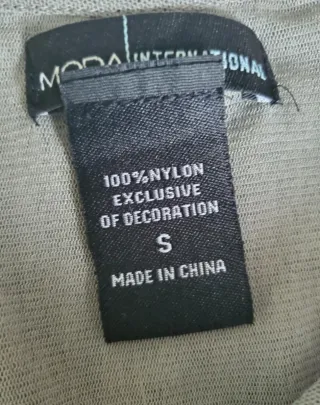 MODA INTERNATIONAL
100%NYLON
EXCLUSIVE
OF DECORATION
S
MADE IN CHINA